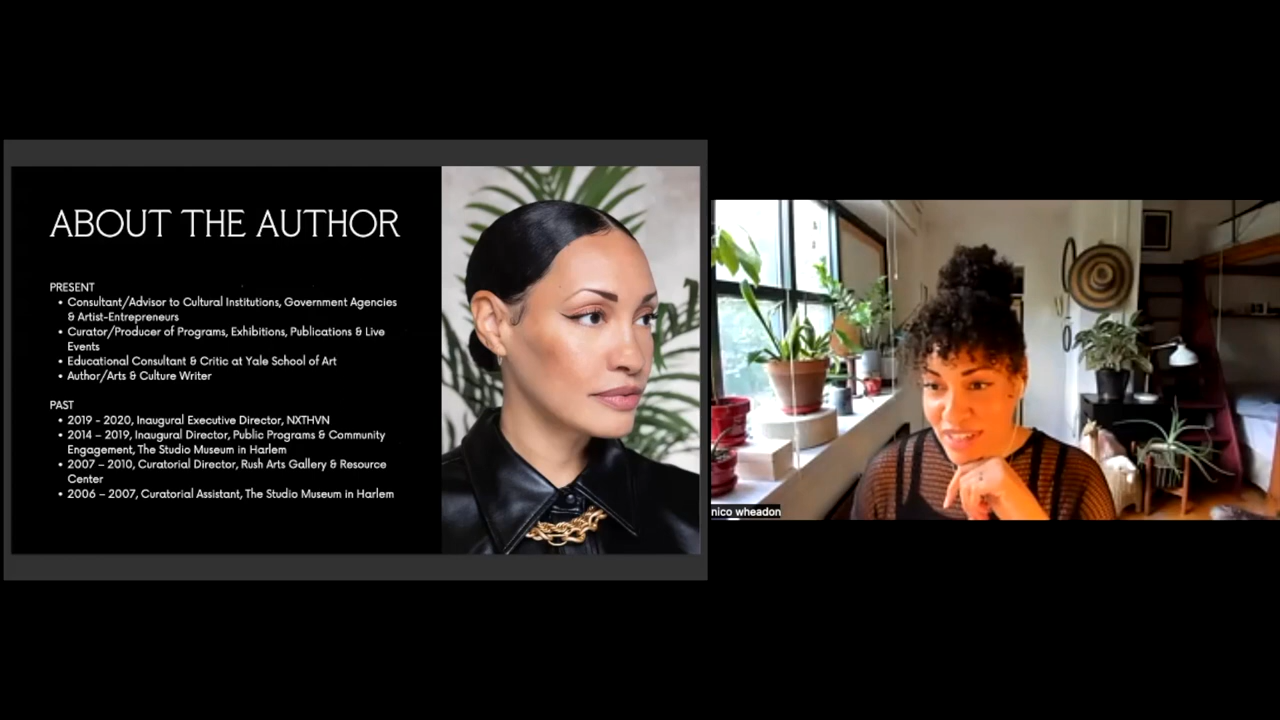 ABOUT THE AUTHOR
PRESENT
• Consultant/Advisor to Cultural Institutions, Government Agencies
& Artist-Entrepreneurs
• Curator/Producer of Programs, Exhibitions, Publications & Live
Events
• Educational Consultant & Critic at Yale School of Art
• Author/Arts & Culture Writer
PAST
• 2019 - 2020, Inaugural Executive Director, NXTHVN
• 2014 – 2019, Inaugural Director, Public Programs & Community
Engagement, The Studio Museum in Harlem
• 2007 – 2010, Curatorial Director, Rush Arts Gallery & Resource
Center
• 2006 – 2007, Curatorial Assistant, The Studio Museum in Harlem
nico wheadon